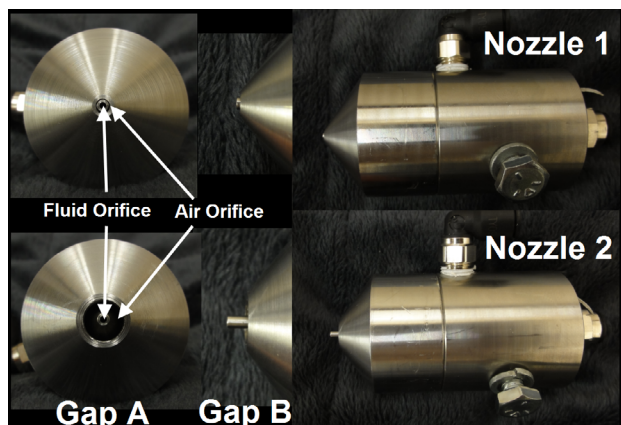 Nozzle 1
Fluid Orifice
Air Orifice
Nozzle 2
Gap A
Gap B